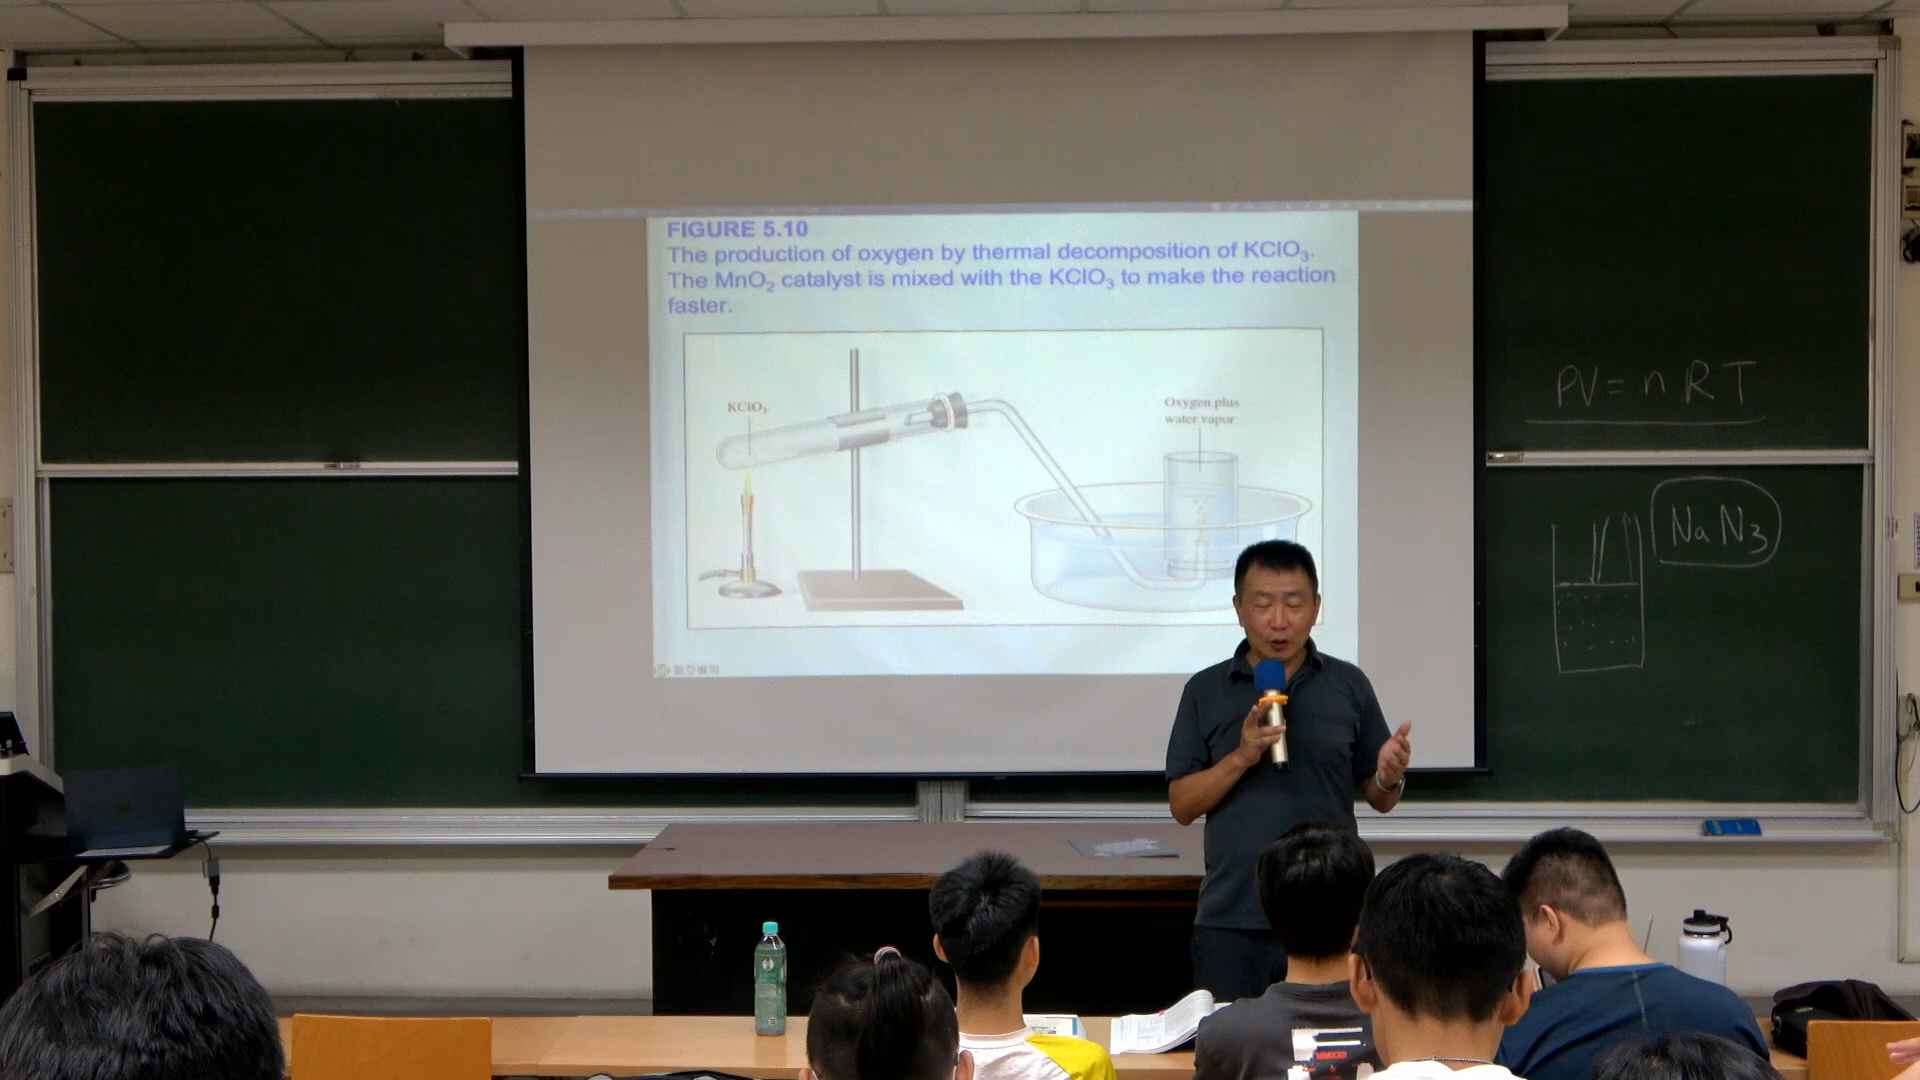 FIGURE 5.10
The production of oxygen by thermal decomposition of KClO₃.
The MnO₂ catalyst is mixed with the KClO₃ to make the reaction
faster.
KClO₃
Oxygen plus
water vapor
PV = n R T
NaN₃